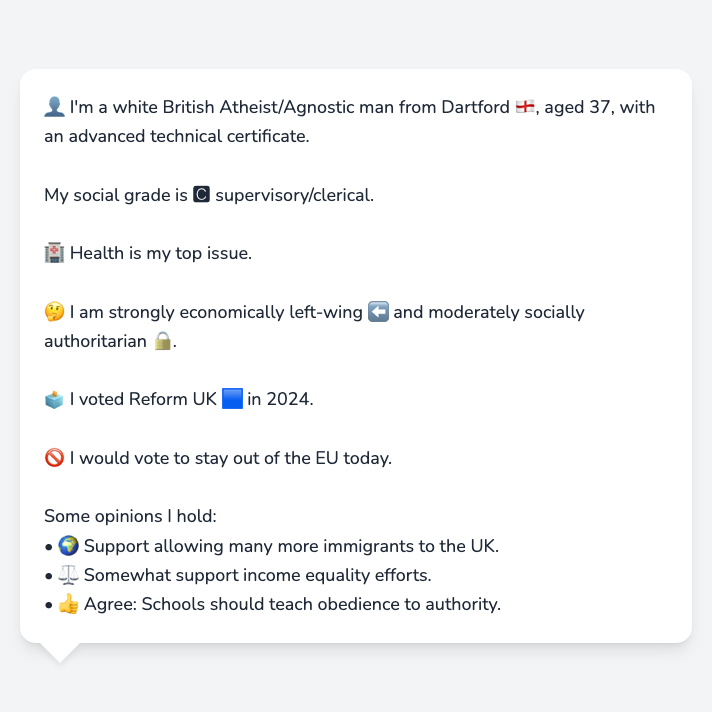 👤 I'm a white British Atheist/Agnostic man from Dartford 🏴󠁧󠁢󠁥󠁮󠁧󠁿, aged 37, with
an advanced technical certificate.
My social grade is 🅲 supervisory/clerical.
🏥 Health is my top issue.
🤔 I am strongly economically left-wing ⬅️ and moderately socially
authoritarian 🔒.
🗳️ I voted Reform UK 🟦 in 2024.
🚫 I would vote to stay out of the EU today.
Some opinions I hold:
• 🌍 Support allowing many more immigrants to the UK.
• ⚖️ Somewhat support income equality efforts.
• 👍 Agree: Schools should teach obedience to authority.